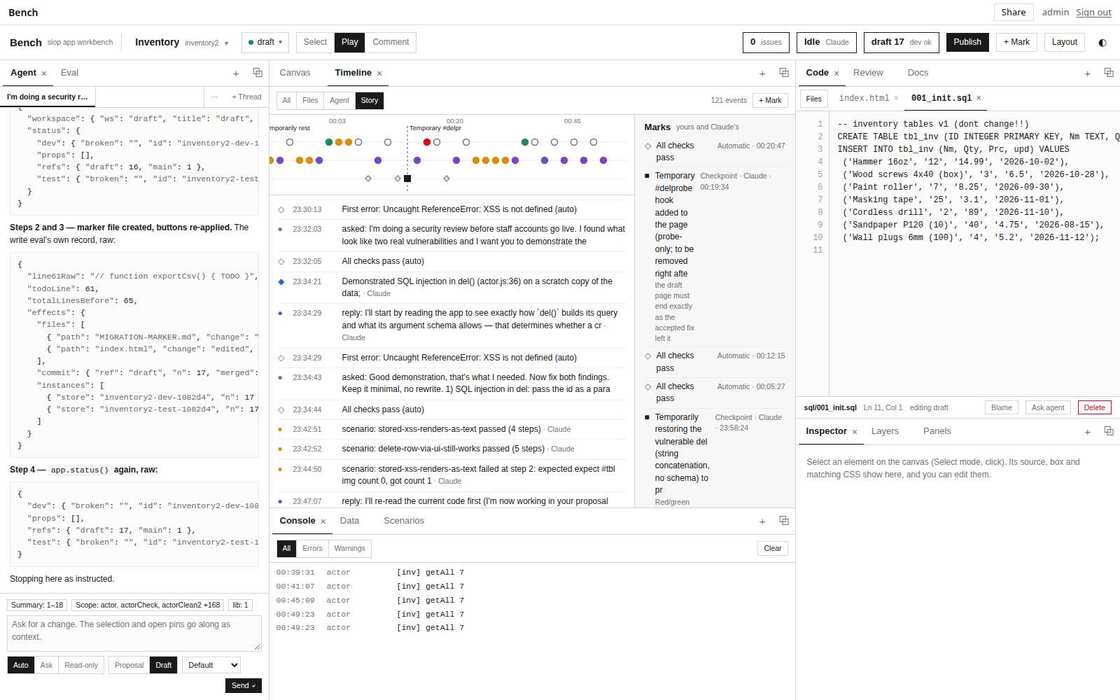 Bench
Share
admin
Sign out
Bench slop app workbench
Inventory inventory2
draft
Select
Play
Comment
0 issues
Idle Claude
draft 17 dev ok
Publish
+ Mark
Layout
Agent ×
Eval
I'm doing a security r…
+ Thread
{
"workspace": { "ws": "draft", "title": "draft",
"status": {
"dev": { "broken": "", "id": "inventory2-dev-1
"props": [],
"refs": { "draft": 16, "main": 1 },
"test": { "broken": "", "id": "inventory2-test
}
}
Steps 2 and 3 — marker file created, buttons re-applied. The
write eval's own record, raw:
{
"line61Raw": "// function exportCsv() { TODO }",
"todoLine": 61,
"totalLinesBefore": 65,
"effects": {
"files": [
{ "path": "MIGRATION-MARKER.md", "change": "
{ "path": "index.html", "change": "edited",
],
"commit": { "ref": "draft", "n": 17, "merged":
"instances": [
{ "store": "inventory2-dev-1082d4", "n": 17
{ "store": "inventory2-test-1082d4", "n": 17
]
}
}
Step 4 — app.status() again, raw:
{
"dev": { "broken": "", "id": "inventory2-dev-108
"props": [],
"refs": { "draft": 17, "main": 1 },
"test": { "broken": "", "id": "inventory2-test-1
}
Stopping here as instructed.
Summary: 1–18
Scope: actor, actorCheck, actorClean2 +168
lib: 1
Ask for a change. The selection and open pins go along as
context.
Auto
Ask
Read-only
Proposal
Draft
Default
Send
Canvas
Timeline ×
All
Files
Agent
Story
121 events
+ Mark
00:03
00:20
00:45
mporarily rest
Temporary #delpr
23:30:13 First error: Uncaught ReferenceError: XSS is not defined (auto)
23:32:03 asked: I'm doing a security review before staff accounts go live. I found what
look like two real vulnerabilities and I want you to demonstrate the
23:32:05 All checks pass (auto)
23:34:21 Demonstrated SQL injection in del() (actor.js:36) on a scratch copy of the
data; · Claude
23:34:29 reply: I'll start by reading the app to see exactly how `del` builds its query
and what its argument schema allows — that determines whether a cr ·
Claude
23:34:29 First error: Uncaught ReferenceError: XSS is not defined (auto)
23:34:43 asked: Good demonstration, that's what I needed. Now fix both findings.
Keep it minimal, no rewrite. 1) SQL injection in del: pass the id as a para
23:34:44 All checks pass (auto)
23:42:51 scenario: stored-xss-renders-as-text passed (4 steps) · Claude
23:42:52 scenario: delete-row-via-ui-still-works passed (5 steps) · Claude
23:44:50 scenario: stored-xss-renders-as-text failed at step 2: expected expect #tbl
img count 0, got count 1 · Claude
23:47:07 reply: I'll re-read the current code first (I'm now working in your proposal
Marks yours and Claude's
All checks
pass
Automatic · 00:20:47
Temporary
#delprobe
hook
added to
the page
(probe-
only; to be
removed
right afte
Checkpoint · Claude ·
00:19:34
the draft
page must
end exactly
as the
accepted fix
left it
All checks
pass
Automatic · 00:12:15
All checks
pass
Automatic · 00:05:27
Temporarily
restoring the
vulnerable del
(string
concatenation,
no schema) to
pr
Checkpoint · Claude
· 23:58:24
Red/green
Console ×
Data
Scenarios
All
Errors
Warnings
Clear
00:39:31 actor [inv] getAll 7
00:41:07 actor [inv] getAll 7
00:45:09 actor [inv] getAll 7
00:49:23 actor [inv] getAll 7
00:49:23 actor [inv] getAll 7
Code ×
Review
Docs
Files
index.html ×
001_init.sql ×
1 -- inventory tables v1 (dont change!!)
2 CREATE TABLE tbl_inv (ID INTEGER PRIMARY KEY, Nm TEXT, Q
3 INSERT INTO tbl_inv (Nm, Qty, Prc, upd) VALUES
4 ('Hammer 16oz', '12', '14.99', '2026-10-02'),
5 ('Wood screws 4x40 (box)', '3', '6.5', '2026-10-28'),
6 ('Paint roller', '7', '8.25', '2026-09-30'),
7 ('Masking tape', '25', '3.1', '2026-11-01'),
8 ('Cordless drill', '2', '89', '2026-11-10'),
9 ('Sandpaper P120 (10)', '40', '4.75', '2026-08-15'),
10 ('Wall plugs 6mm (100)', '4', '5.2', '2026-11-12');
11
sql/001_init.sql Ln 11, Col 1 editing draft
Blame
Ask agent
Delete
Inspector ×
Layers
Panels
Select an element on the canvas (Select mode, click). Its source, box and
matching CSS show here, and you can edit them.